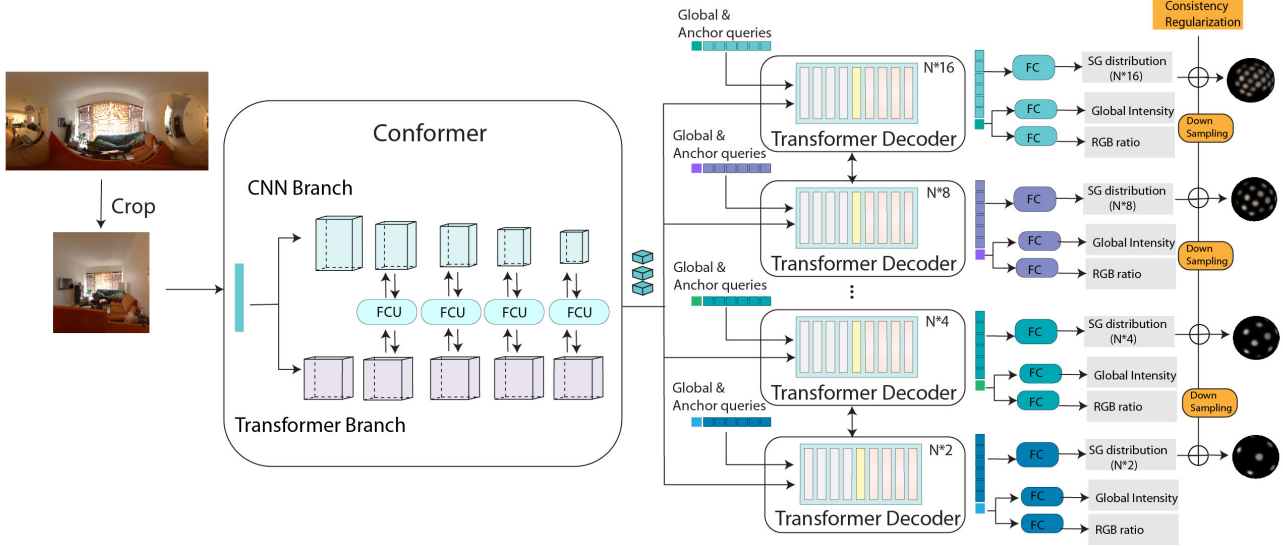 Crop
Conformer
CNN Branch
FCU
FCU
FCU
FCU
Transformer Branch
Global &
Anchor queries
N*16
Transformer Decoder
FC
SG distribution
(N*16)
FC
Global Intensity
FC
RGB ratio
Consistency
Regularization
Down
Sampling
Global &
Anchor queries
N*8
Transformer Decoder
FC
SG distribution
(N*8)
FC
Global Intensity
FC
RGB ratio
Down
Sampling
...
Global &
Anchor queries
N*4
Transformer Decoder
FC
SG distribution
(N*4)
FC
Global Intensity
FC
RGB ratio
Down
Sampling
Global &
Anchor queries
N*2
Transformer Decoder
FC
SG distribution
(N*2)
FC
Global Intensity
FC
RGB ratio